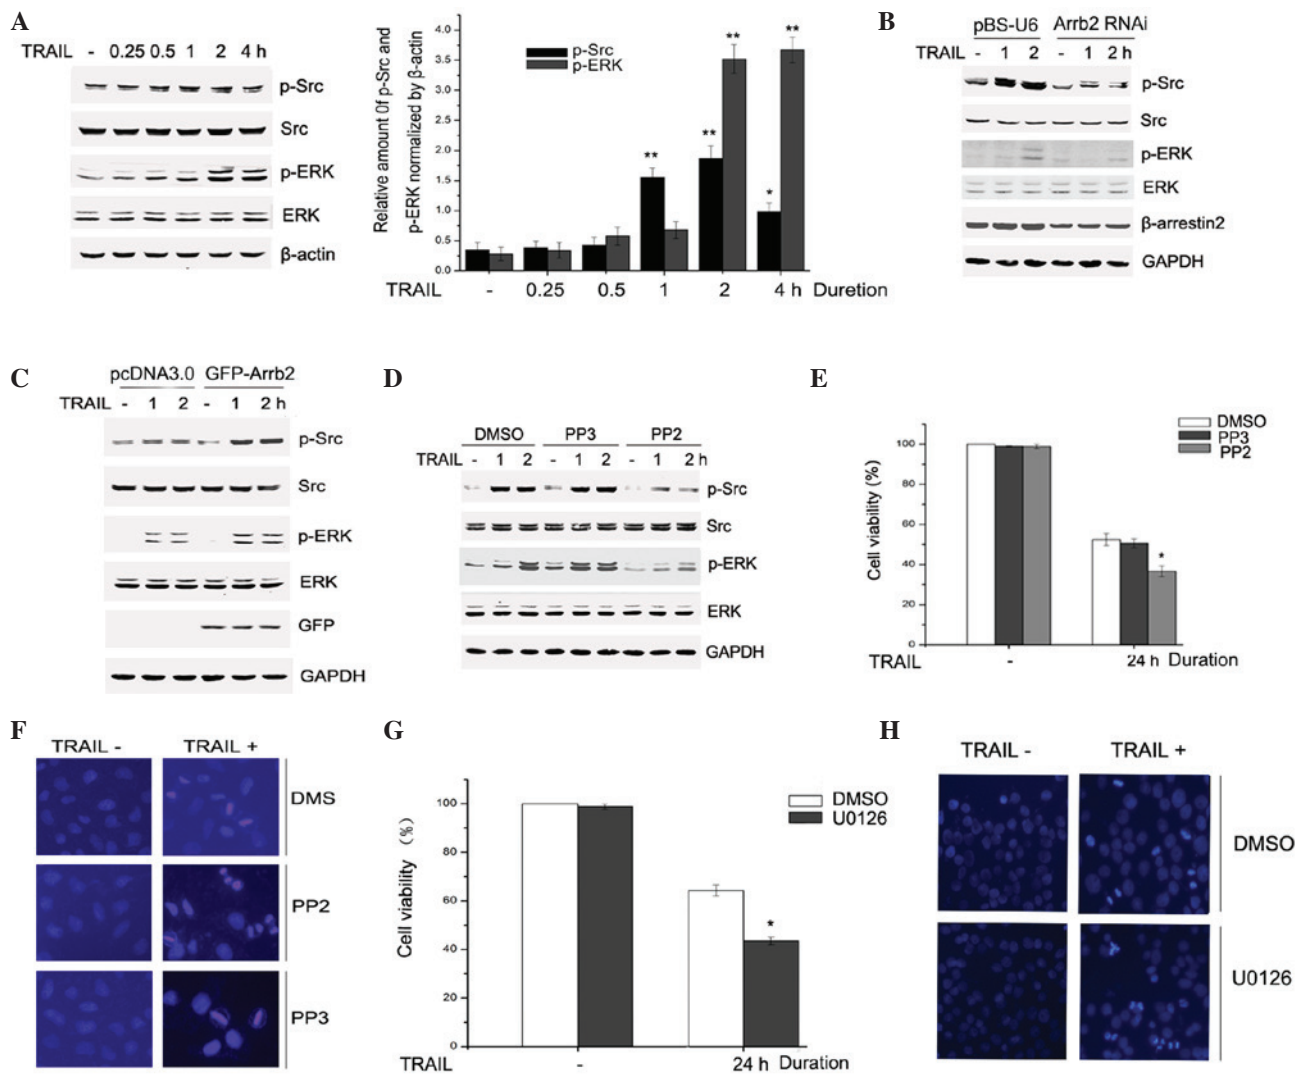 A
TRAIL - 0.25 0.5 1 2 4 h
p-Src
Src
p-ERK
ERK
β-actin
Relative amount 0f p-Src and
p-ERK normalized by β-actin
4.0
3.5
3.0
2.5
2.0
1.5
1.0
0.5
0.0
p-Src
p-ERK
** ** ** * **
TRAIL - 0.25 0.5 1 2 4 h Duretion
B
pBS-U6 Arrb2 RNAi
TRAIL - 1 2 - 1 2 h
p-Src
Src
p-ERK
ERK
β-arrestin2
GAPDH
C
pcDNA3.0 GFP-Arrb2
TRAIL - 1 2 - 1 2 h
p-Src
Src
p-ERK
ERK
GFP
GAPDH
D
DMSO PP3 PP2
TRAIL - 1 2 - 1 2 - 1 2 h
p-Src
Src
p-ERK
ERK
GAPDH
E
Cell viability (%)
100
80
60
40
20
0
DMSO
PP3
PP2
*
TRAIL - 24 h Duration
F
TRAIL - TRAIL +
DMS
PP2
PP3
G
Cell viability (%)
100
80
60
40
20
0
DMSO
U0126
*
TRAIL - 24 h Duration
H
TRAIL - TRAIL +
DMSO
U0126